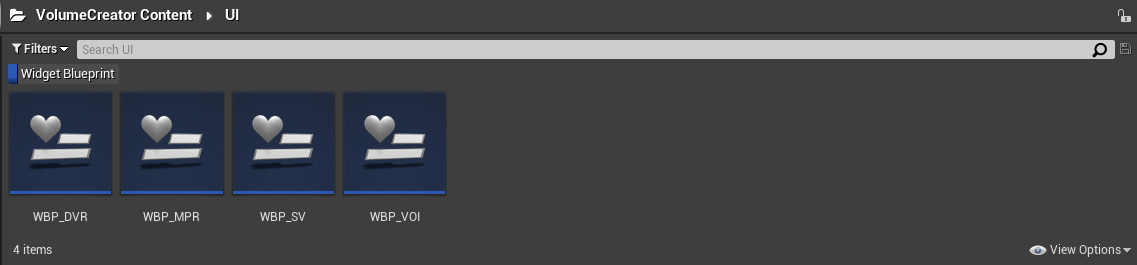 VolumeCreator Content UI
Filters Search UI
Widget Blueprint
WBP_DVR WBP_MPR WBP_SV WBP_VOI
4 items View Options